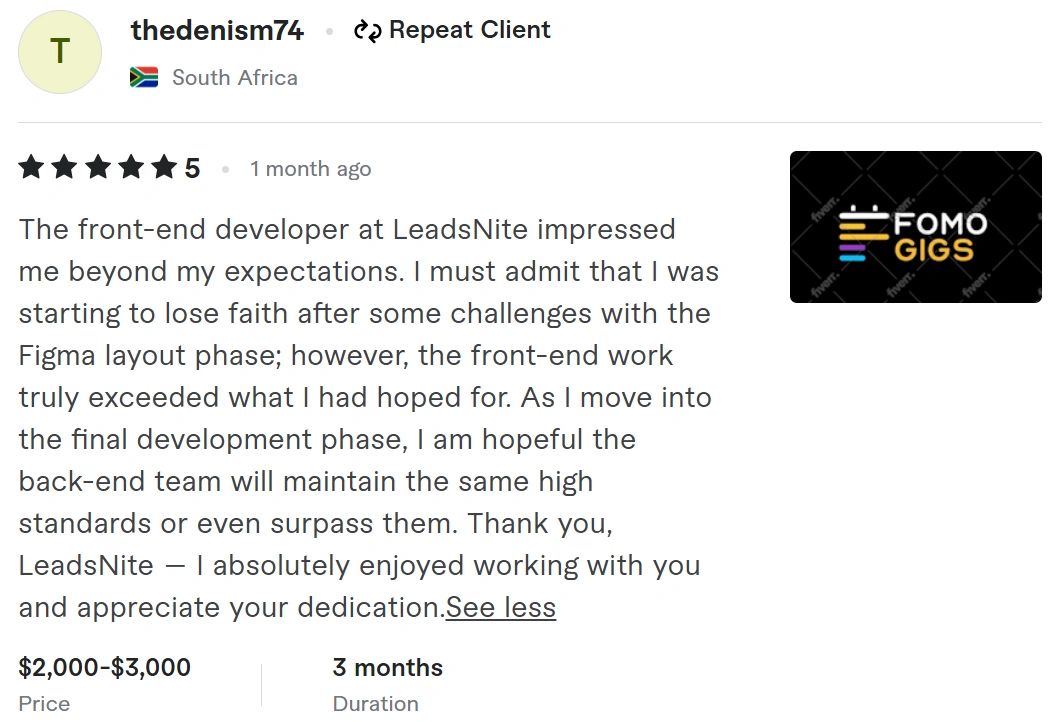 T
thedenism74 • Repeat Client
South Africa
5 • 1 month ago
The front-end developer at LeadsNite impressed
me beyond my expectations. I must admit that I was
starting to lose faith after some challenges with the
Figma layout phase; however, the front-end work
truly exceeded what I had hoped for. As I move into
the final development phase, I am hopeful the
back-end team will maintain the same high
standards or even surpass them. Thank you,
LeadsNite — I absolutely enjoyed working with you
and appreciate your dedication.See less
FOMO
GIGS
fiverr.
fiverr.
fiverr.
fiverr.
fiverr.
fiverr.
$2,000-$3,000
Price
3 months
Duration